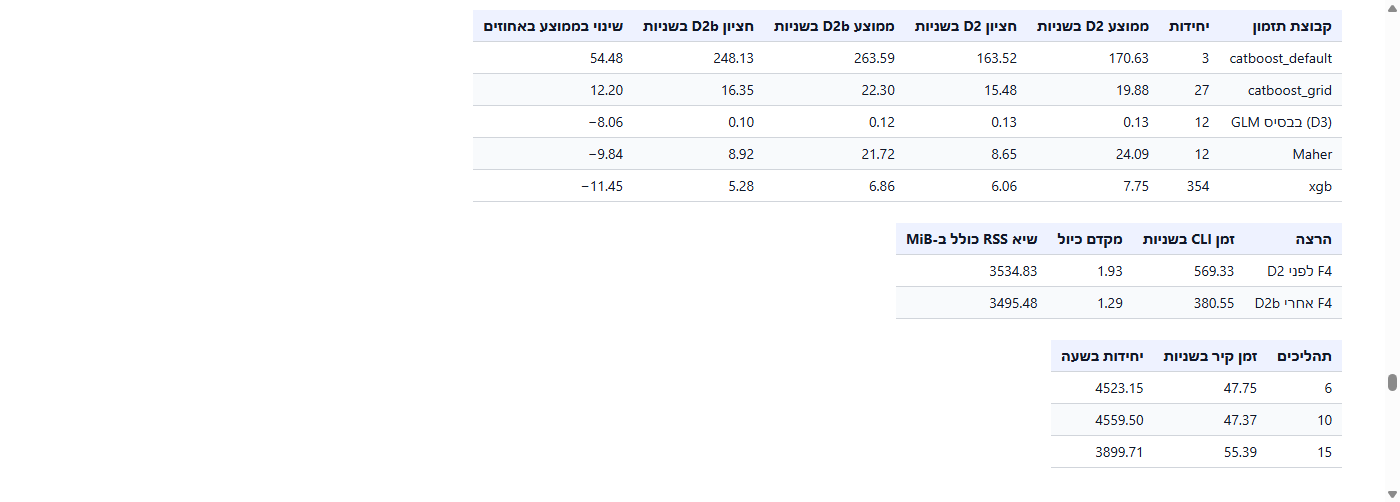 קבוצת תזמון יחידות ממוצע D2 בשניות חציון D2 בשניות ממוצע D2b בשניות חציון D2b בשניות שינוי בממוצע באחוזים
catboost_default 3 170.63 163.52 263.59 248.13 54.48
catboost_grid 27 19.88 15.48 22.30 16.35 12.20
GLM בבסיס (D3) 12 0.13 0.13 0.12 0.10 −8.06
Maher 12 24.09 8.65 21.72 8.92 −9.84
xgb 354 7.75 6.06 6.86 5.28 −11.45
הרצה זמן CLI בשניות מקדם כיול שיא RSS כולל ב-MiB
F4 לפני D2 569.33 1.93 3534.83
F4 אחרי D2b 380.55 1.29 3495.48
תהליכים זמן קיר בשניות יחידות בשעה
6 47.75 4523.15
10 47.37 4559.50
15 55.39 3899.71